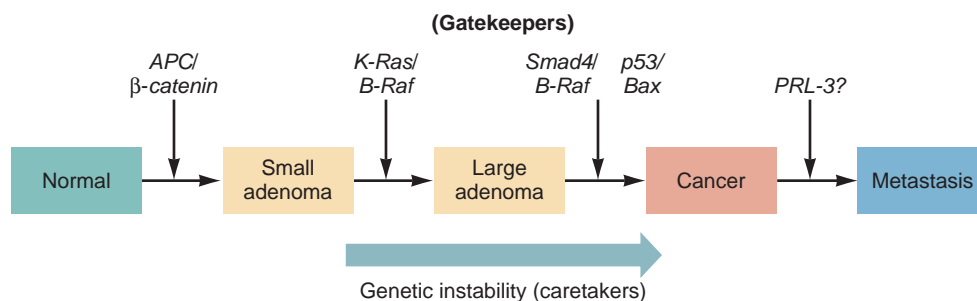 (Gatekeepers)
APC/
β-catenin
K-Ras/
B-Raf
Smad4/
B-Raf
p53/
Bax
PRL-3?
Normal
Small
adenoma
Large
adenoma
Cancer
Metastasis
Genetic instability (caretakers)